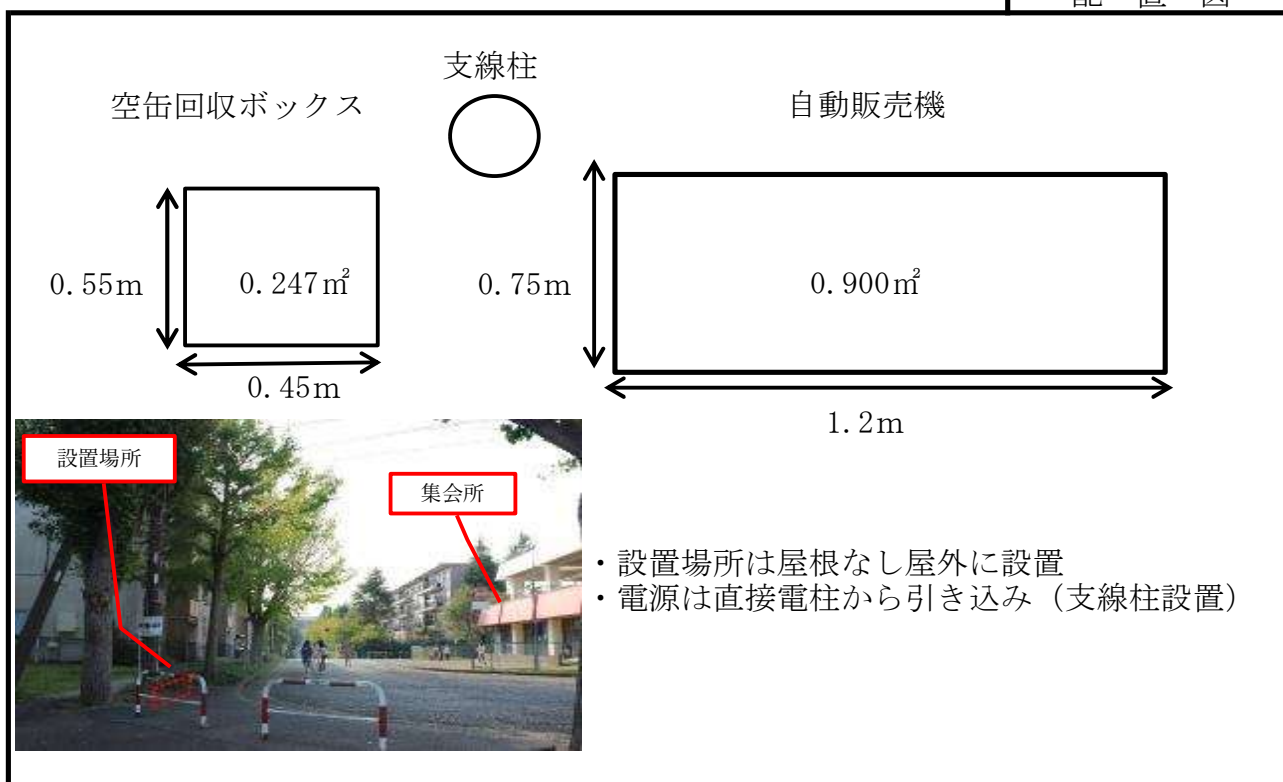 配 置 図
支線柱
空缶回収ボックス
自動販売機
0.55m
0.247㎡
0.75m
0.900㎡
0.45m
1.2m
設置場所
集会所
・設置場所は屋根なし屋外に設置
・電源は直接電柱から引き込み（支線柱設置）